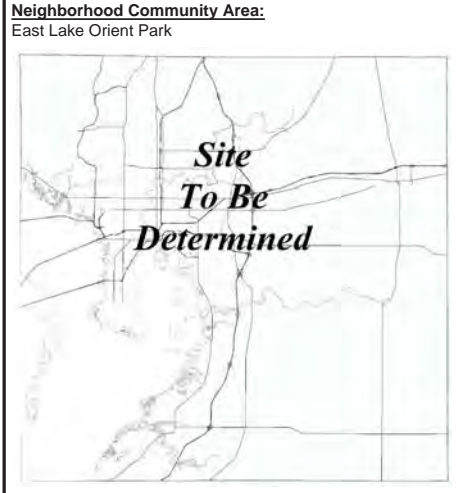 Neighborhood Community Area:
East Lake Orient Park
Site
To Be
Determined